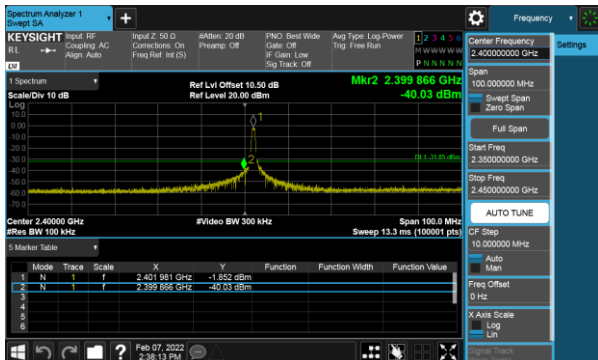 Spectrum Analyzer 1
Swept SA
+
Frequency
KEYSIGHT
RL
Input: RF
Coupling: AC
Align: Auto
Input Z: 50 Ω
Corrections: On
Freq Ref: Int (S)
#Atten: 20 dB
Preamp: Off
PNO: Best Wide
Gate: Off
IF Gain: Low
Sig Track: Off
Avg Type: Log-Power
Trig: Free Run
1 2 3 4 5 6
M W W W W W
P N N N N N
Center Frequency
2.400000000 GHz
Settings
Span
100.000000 MHz
Swept Span
Zero Span
Full Span
Start Freq
2.350000000 GHz
Stop Freq
2.450000000 GHz
AUTO TUNE
CF Step
10.000000 MHz
Auto
Man
Freq Offset
0 Hz
X Axis Scale
Log
Lin
Signal Track
1 Spectrum
Scale/Div 10 dB
Ref Lvl Offset 10.50 dB
Ref Level 20.00 dBm
Mkr2 2.399 866 GHz
-40.03 dBm
Log
10.0
0.00
-10.0
-20.0
-30.0
-40.0
-50.0
-60.0
-70.0
1
2
DL1 -31.85 dBm
Center 2.40000 GHz
#Res BW 100 kHz
#Video BW 300 kHz
Span 100.0 MHz
Sweep 13.3 ms (100001 pts)
5 Marker Table
Mode Trace Scale X Y Function Function Width Function Value
1 N 1 f 2.401 981 GHz -1.852 dBm
2 N 1 f 2.399 866 GHz -40.03 dBm
3
4
5
6
?
Feb 07, 2022
2:38:13 PM